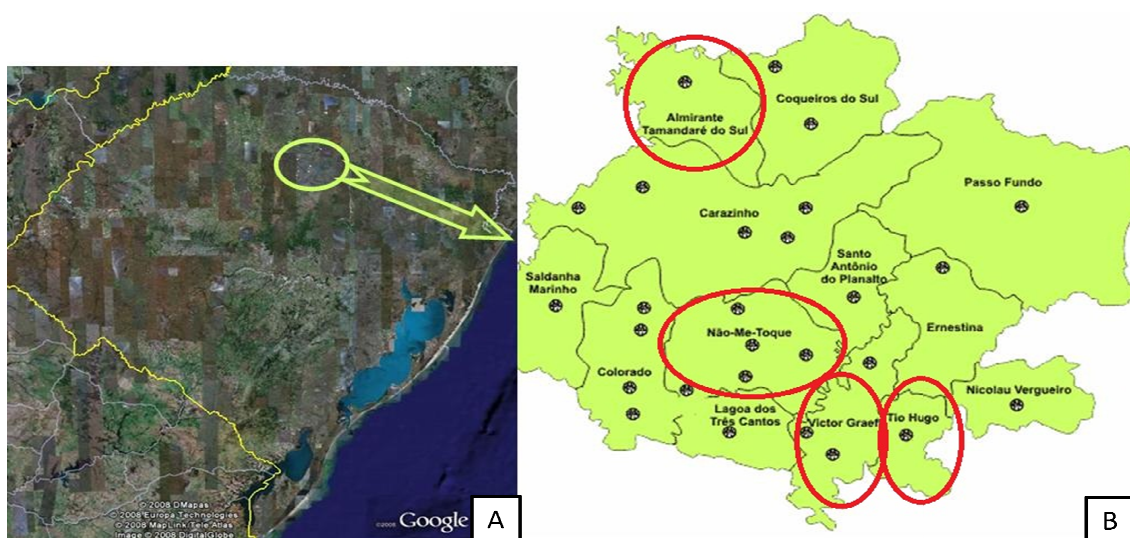 © 2008 DMapas
© 2008 Europa Technologies
© 2008 MapLink/Tele Atlas
Image © 2008 DigitalGlobe
©2008 Google
A
Coqueiros do Sul
Almirante
Tamandaré do Sul
Passo Fundo
Carazinho
Santo
Antônio
do Planalto
Saldanha
Marinho
Não-Me-Toque
Ernestina
Colorado
Nicolau Vergueiro
Lagoa dos
Três Cantos
Victor Graef
Tio Hugo
B